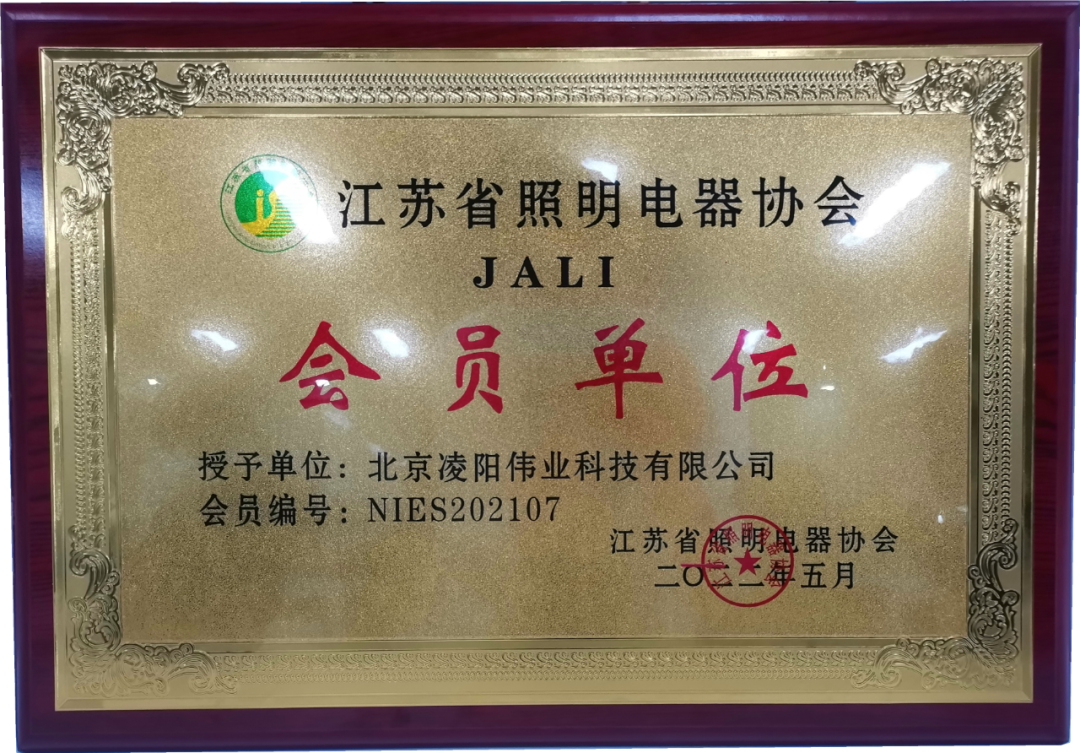 江苏省照明电器协会
JALI
会员单位
授予单位：北京凌阳伟业科技有限公司
会员编号：NIES202107
江苏省照明电器协会
二〇二二年五月